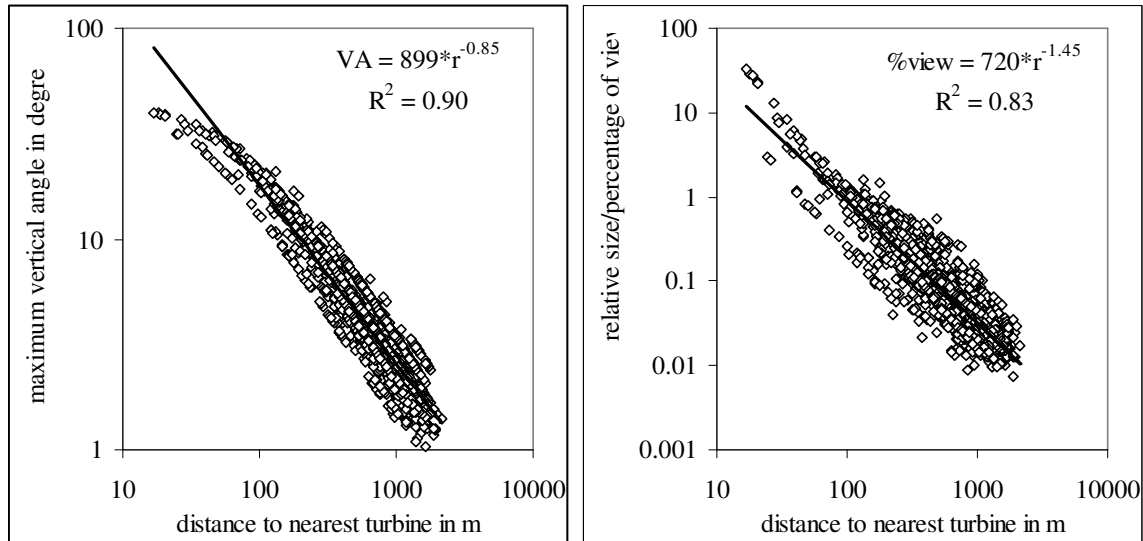 100
10
1
maximum vertical angle in degre
VA = 899*r^-0.85
R^2 = 0.90
10 100 1000 10000
distance to nearest turbine in m
100
10
1
0.1
0.01
0.001
relative size/percentage of view
%view = 720*r^-1.45
R^2 = 0.83
10 100 1000 10000
distance to nearest turbine in m